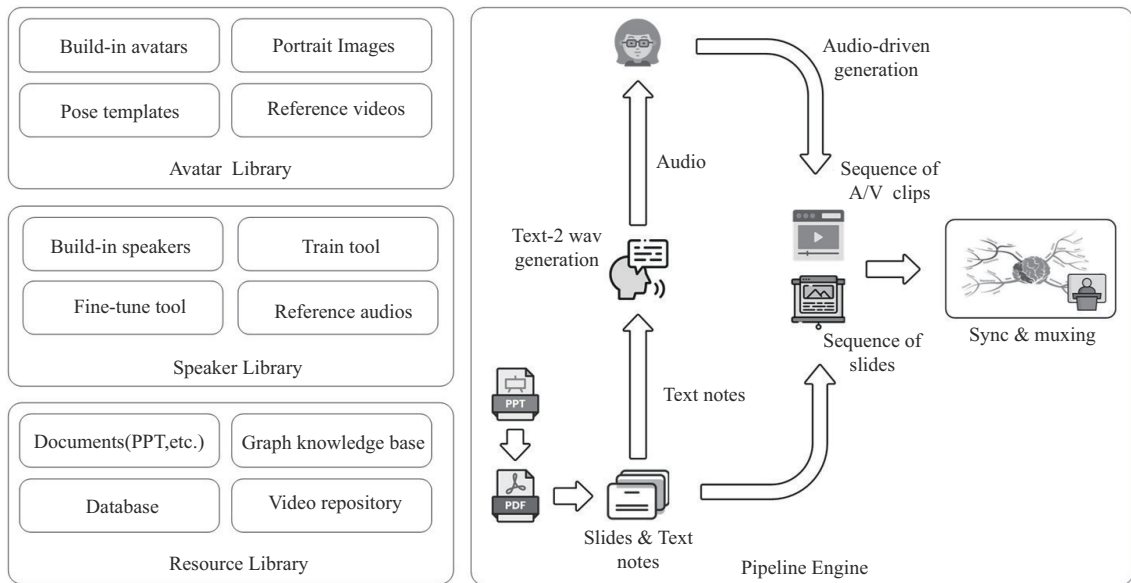 Build-in avatars
Portrait Images
Pose templates
Reference videos
Avatar Library
Build-in speakers
Train tool
Fine-tune tool
Reference audios
Speaker Library
Documents(PPT,etc.)
Graph knowledge base
Database
Video repository
Resource Library
Audio-driven
generation
Audio
Sequence of
A/V clips
Text-2 wav
generation
Sequence of
slides
Sync & muxing
Text notes
PPT
PDF
Slides & Text
notes
Pipeline Engine